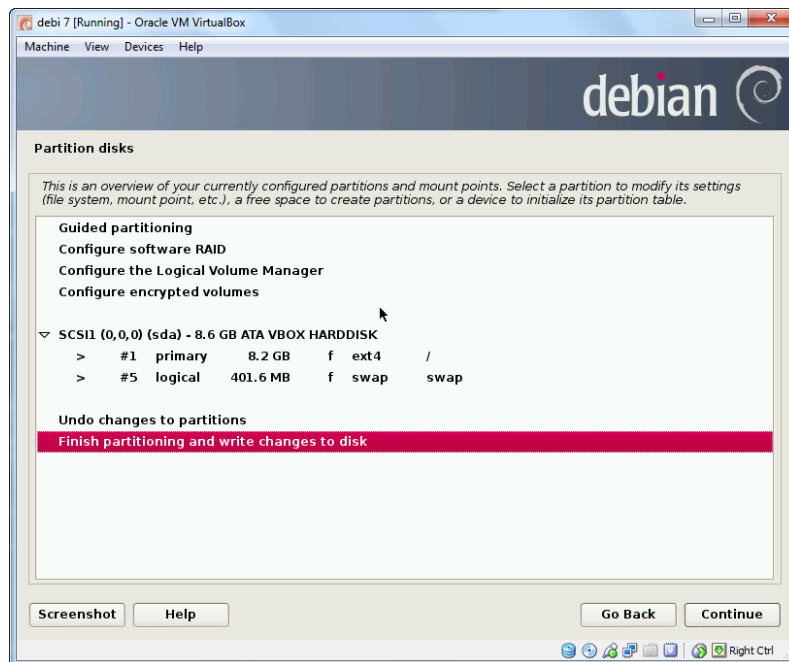 debi 7 [Running] - Oracle VM VirtualBox
Machine View Devices Help
debian
Partition disks
This is an overview of your currently configured partitions and mount points. Select a partition to modify its settings
(file system, mount point, etc.), a free space to create partitions, or a device to initialize its partition table.
Guided partitioning
Configure software RAID
Configure the Logical Volume Manager
Configure encrypted volumes
SCSI1 (0,0,0) (sda) - 8.6 GB ATA VBOX HARDDISK
> #1 primary 8.2 GB f ext4 /
> #5 logical 401.6 MB f swap swap
Undo changes to partitions
Finish partitioning and write changes to disk
Screenshot Help Go Back Continue
Right Ctrl